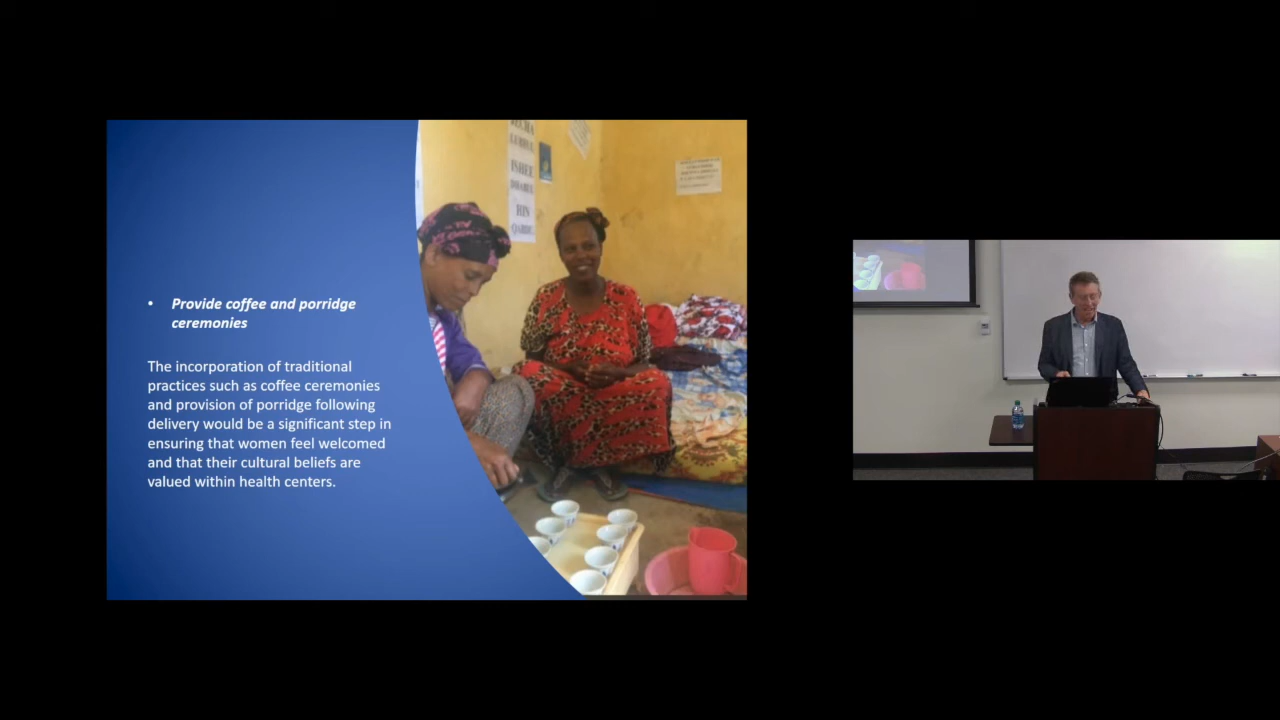 • Provide coffee and porridge
ceremonies
The incorporation of traditional
practices such as coffee ceremonies
and provision of porridge following
delivery would be a significant step in
ensuring that women feel welcomed
and that their cultural beliefs are
valued within health centers.
ISHEE
HIN